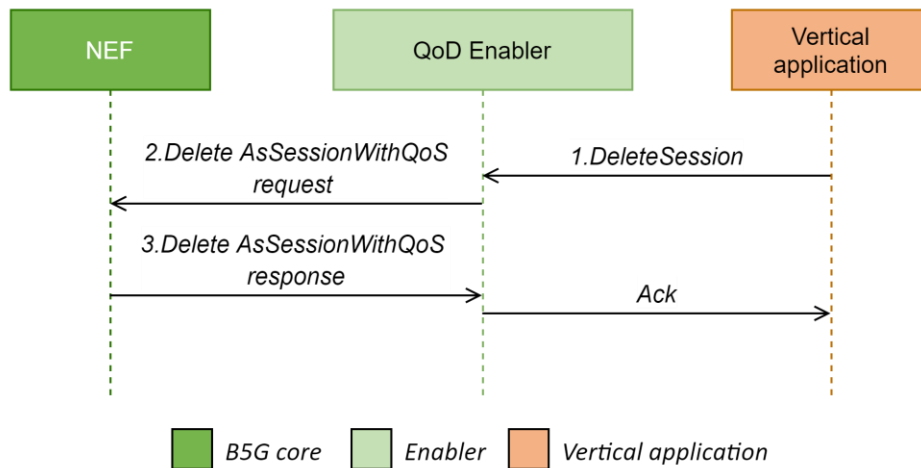 NEF
QoD Enabler
Vertical
application
1.DeleteSession
2.Delete AsSessionWithQoS
request
3.Delete AsSessionWithQoS
response
Ack
B5G core
Enabler
Vertical application